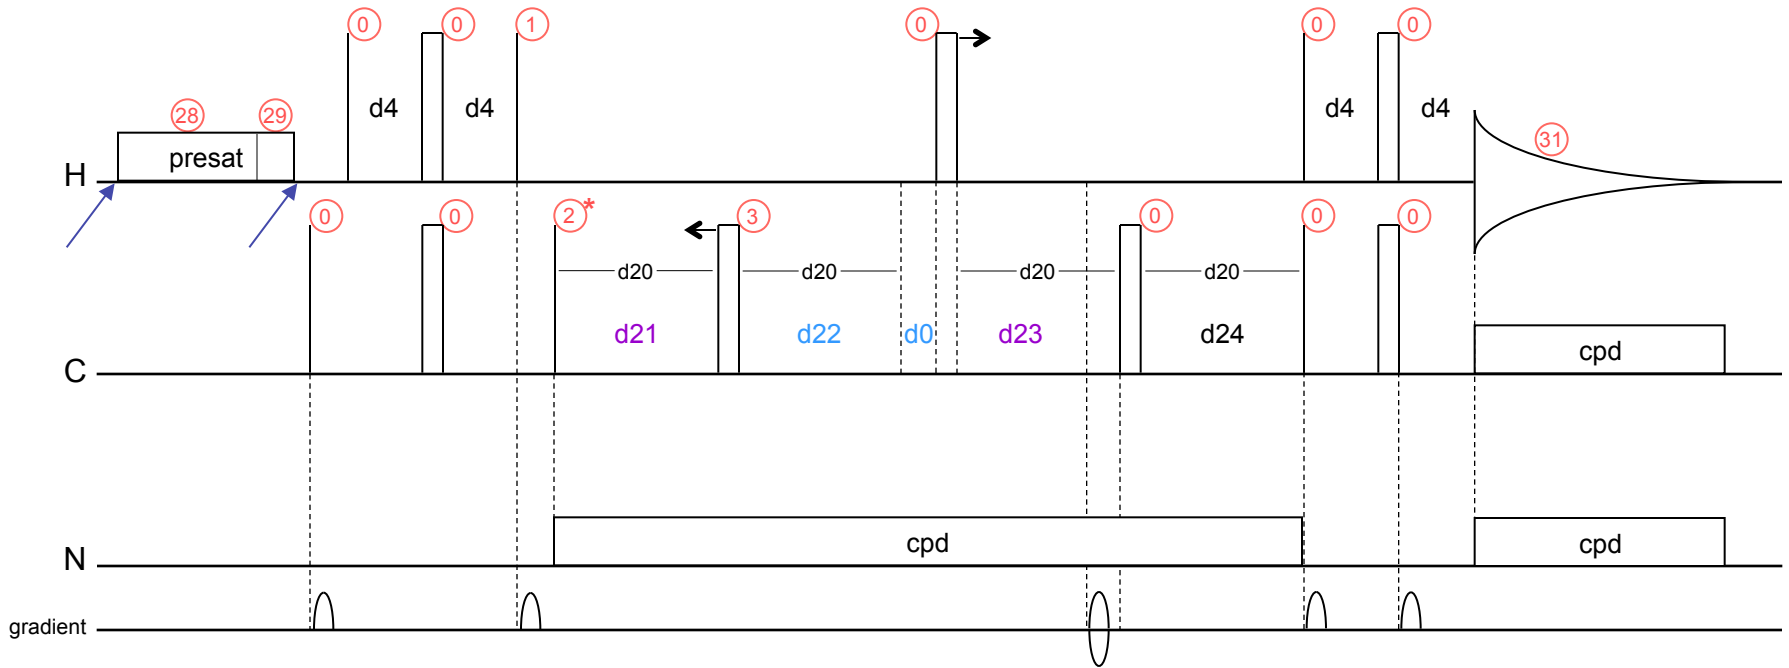 0 0 1 0 0 0
28 29 d4 d4 d4 d4
presat 31
H
0 0 2* 3 0 0 0
d20 d20 d20 d20
d21 d22 d0 d23 d24
cpd
C
cpd cpd
N
gradient